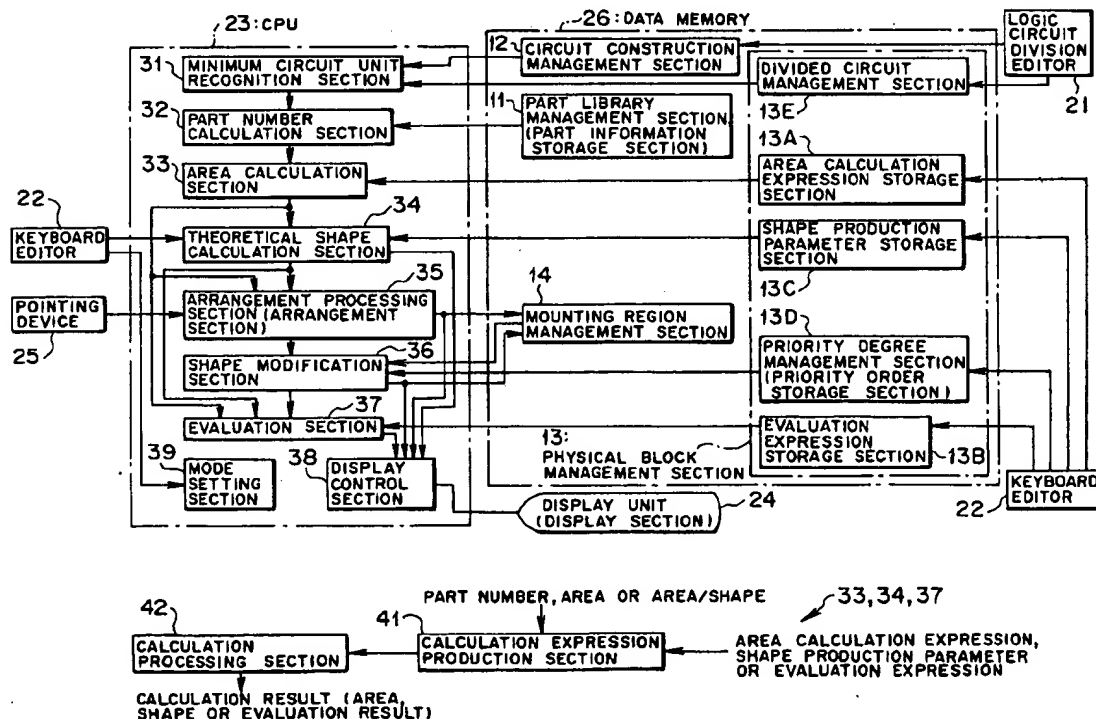 23:CPU
26:DATA MEMORY
LOGIC
CIRCUIT
DIVISION
EDITOR
21
31
MINIMUM CIRCUIT UNIT
RECOGNITION SECTION
12
CIRCUIT CONSTRUCTION
MANAGEMENT SECTION
DIVIDED CIRCUIT
MANAGEMENT SECTION
13E
32
PART NUMBER
CALCULATION SECTION
11
PART LIBRARY
MANAGEMENT SECTION
(PART INFORMATION
STORAGE SECTION)
13A
33
AREA CALCULATION
SECTION
AREA CALCULATION
EXPRESSION STORAGE
SECTION
22
KEYBOARD
EDITOR
34
THEORETICAL SHAPE
CALCULATION SECTION
SHAPE PRODUCTION
PARAMETER STORAGE
SECTION
13C
POINTING
DEVICE
25
35
ARRANGEMENT PROCESSING
SECTION (ARRANGEMENT
SECTION)
14
MOUNTING REGION
MANAGEMENT SECTION
13D
PRIORITY DEGREE
MANAGEMENT SECTION
(PRIORITY ORDER
STORAGE SECTION)
36
SHAPE MODIFICATION
SECTION
37
EVALUATION SECTION
13:
PHYSICAL BLOCK
MANAGEMENT SECTION
EVALUATION
EXPRESSION
STORAGE SECTION
13B
39
MODE
SETTING
SECTION
38
DISPLAY
CONTROL
SECTION
DISPLAY UNIT
(DISPLAY SECTION)
24
KEYBOARD
EDITOR
22
PART NUMBER, AREA OR AREA/SHAPE
33,34,37
42
CALCULATION
PROCESSING SECTION
41
CALCULATION EXPRESSION
PRODUCTION SECTION
AREA CALCULATION EXPRESSION,
SHAPE PRODUCTION PARAMETER
OR EVALUATION EXPRESSION
CALCULATION RESULT (AREA,
SHAPE OR EVALUATION RESULT)